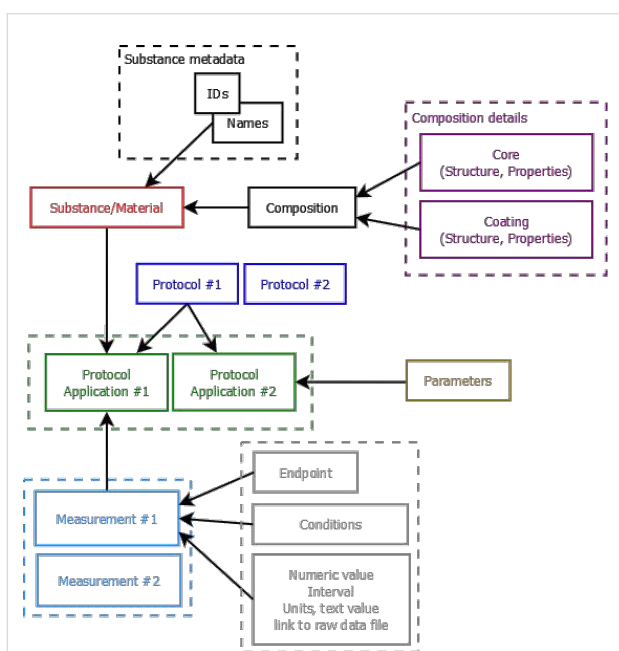 Substance metadata
IDs
Names
Composition details
Core
(Structure, Properties)
Substance/Material
Composition
Coating
(Structure, Properties)
Protocol #1
Protocol #2
Protocol
Application #1
Protocol
Application #2
Parameters
Endpoint
Measurement #1
Conditions
Measurement #2
Numeric value
Interval
Units, text value
link to raw data file